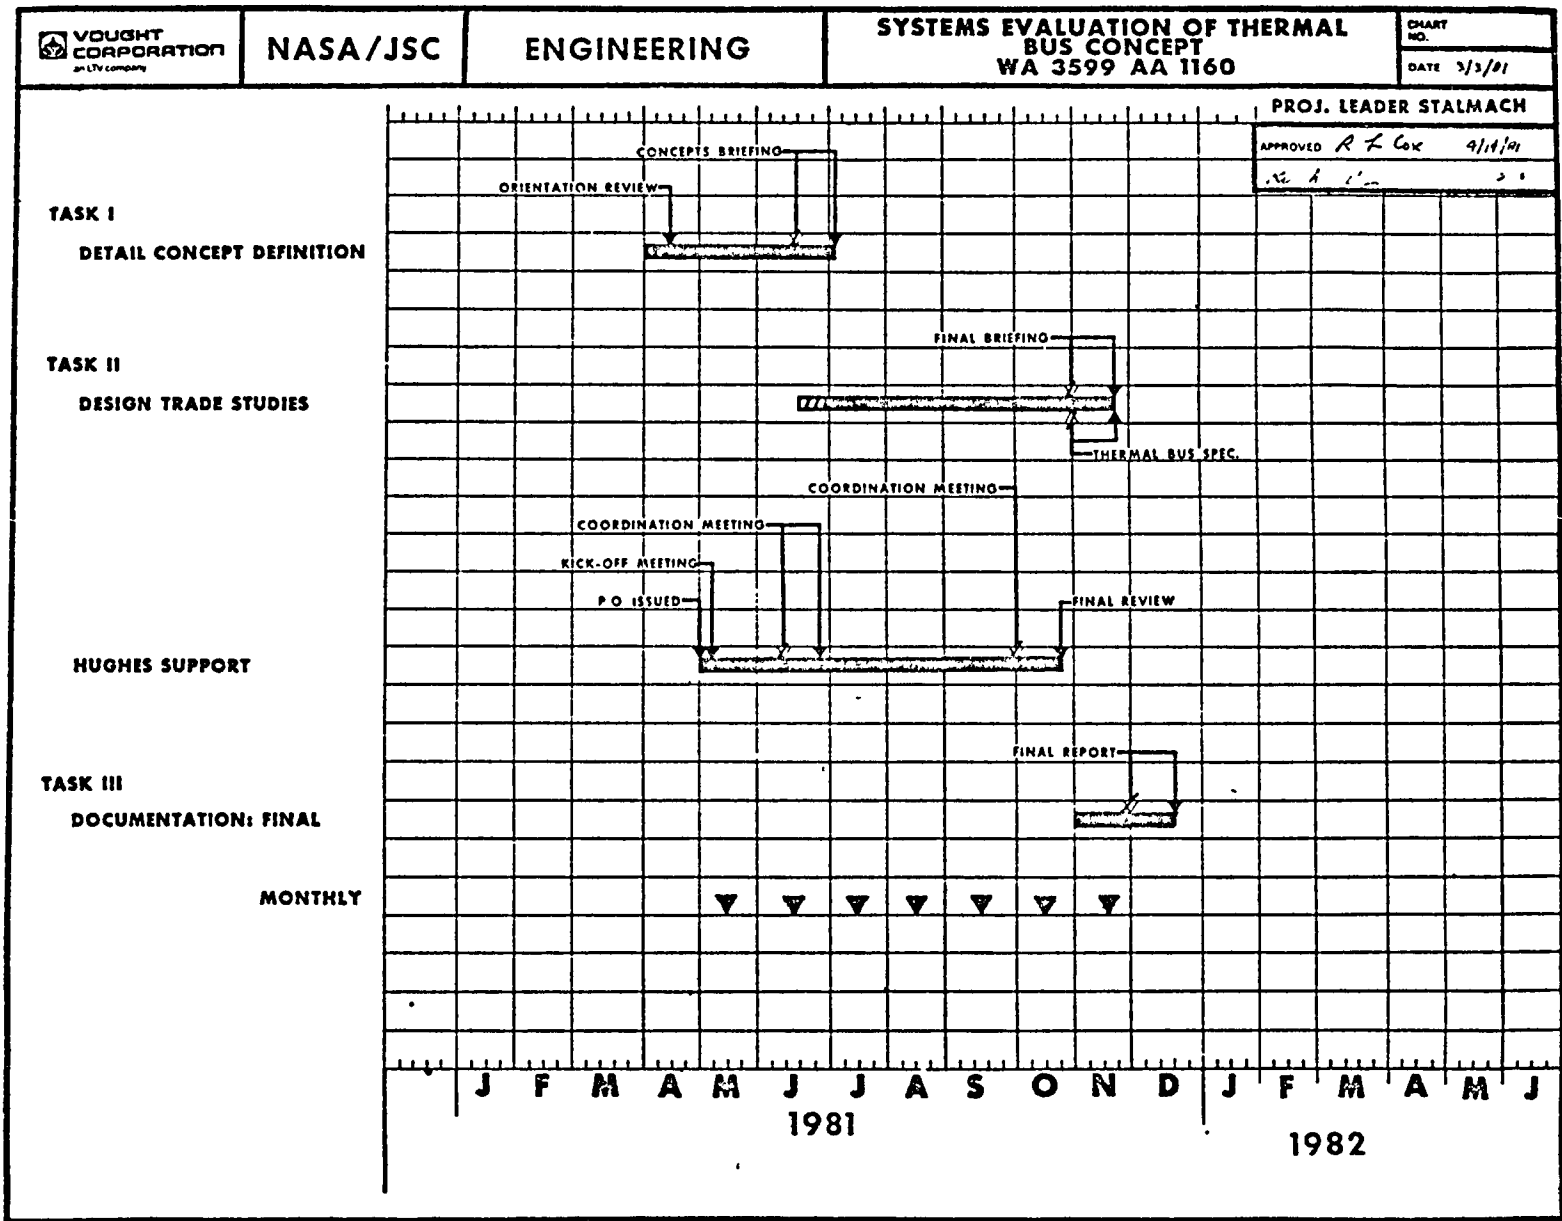 VOUGHT
CORPORATION
an LTV company
NASA/JSC
ENGINEERING
SYSTEMS EVALUATION OF THERMAL
BUS CONCEPT
WA 3599 AA 1160
CHART
NO.
DATE 3/3/81
PROJ. LEADER STALMACH
APPROVED R L Cox 4/14/81
CONCEPTS BRIEFING
ORIENTATION REVIEW
TASK I
DETAIL CONCEPT DEFINITION
FINAL BRIEFING
TASK II
DESIGN TRADE STUDIES
THERMAL BUS SPEC.
COORDINATION MEETING
COORDINATION MEETING
KICK-OFF MEETING
P O ISSUED
FINAL REVIEW
HUGHES SUPPORT
FINAL REPORT
TASK III
DOCUMENTATION: FINAL
MONTHLY
J F M A M J J A S O N D J F M A M J
1981
1982